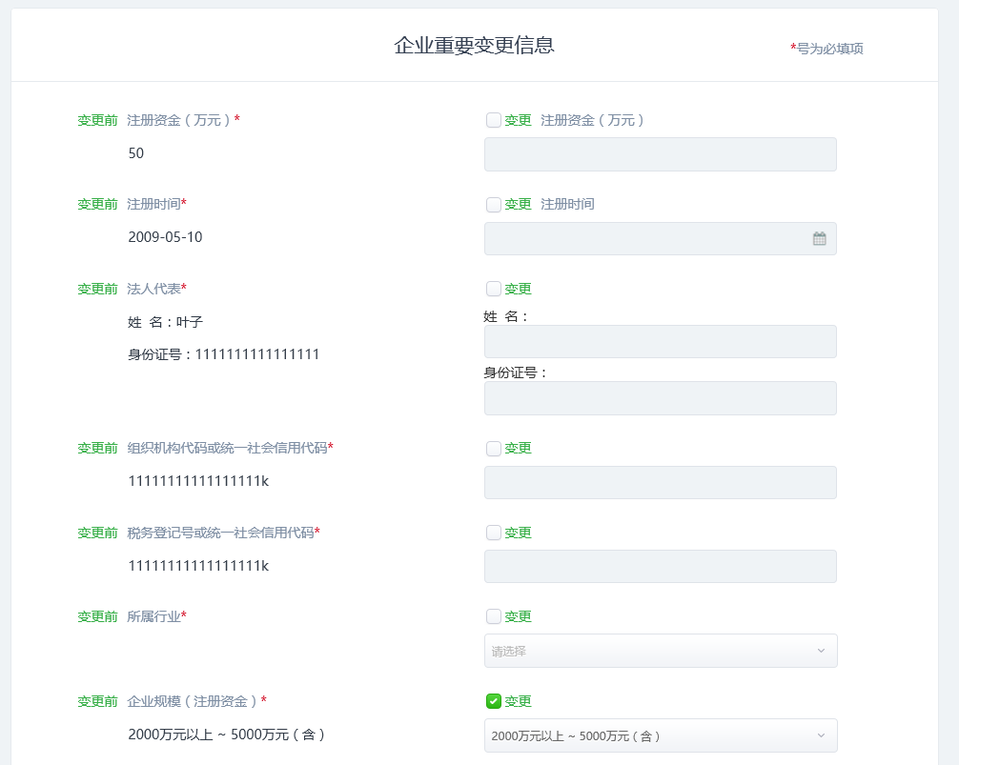 企业重要变更信息
*号为必填项
变更前 注册资金（万元）* 变更 注册资金（万元）
50
变更前 注册时间* 变更 注册时间
2009-05-10
变更前 法人代表* 变更
姓 名：叶子 姓 名：
身份证号：1111111111111111 身份证号：
变更前 组织机构代码或统一社会信用代码* 变更
11111111111111111k
变更前 税务登记号或统一社会信用代码* 变更
11111111111111111k
变更前 所属行业* 变更
请选择
变更前 企业规模（注册资金）* 变更
2000万元以上 ~ 5000万元（含） 2000万元以上 ~ 5000万元（含）